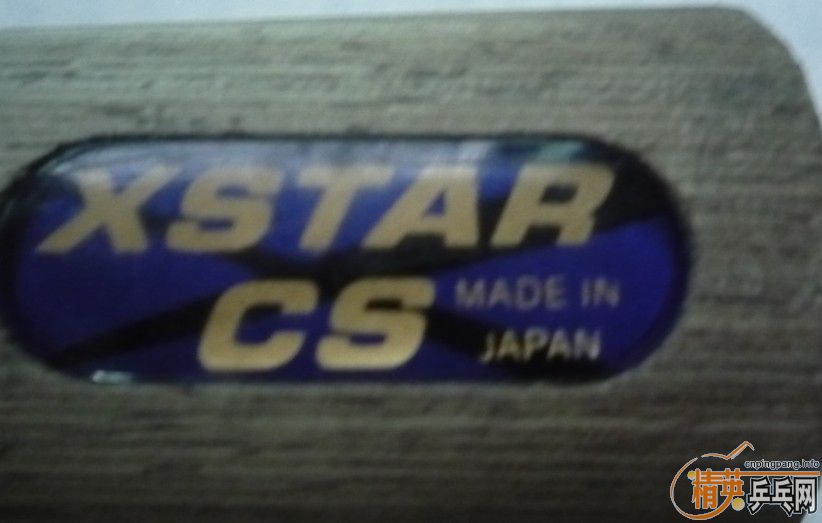 XSTAR
CS
MADE IN
JAPAN
cnpingpang.info
精英乒乓网